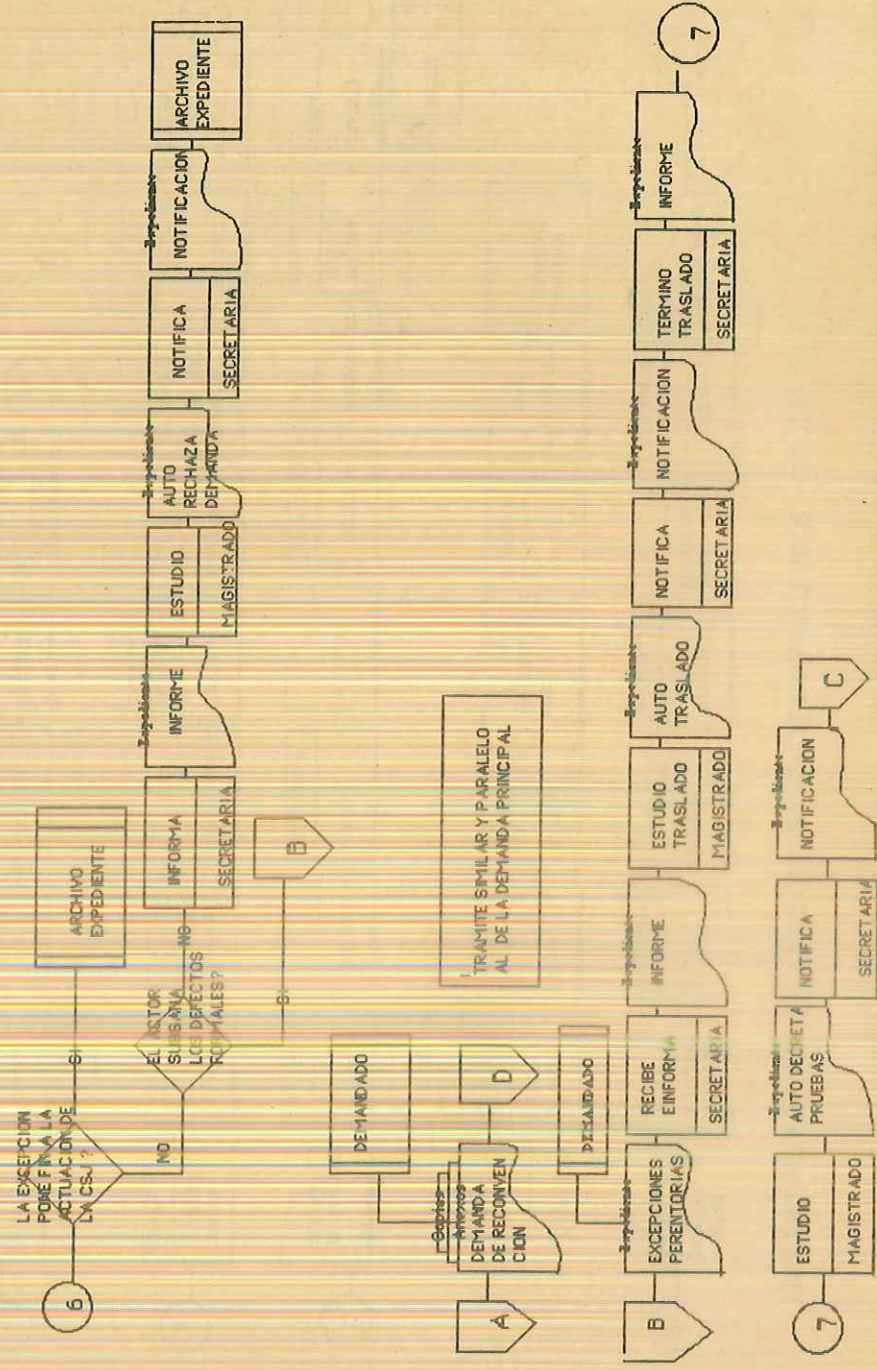 6
LA EXCEPCION
PONE FIN A LA
ACTUACION DE
LA CSJ ?
SI
ARCHIVO
EXPEDIENTE
NO
EL ACTOR
SUBSANA
LOS DEFECTOS
FORMALES?
SI
B
NO
INFORMA
SECRETARIA
Expediente
INFORME
ESTUDIO
MAGISTRADO
Expediente
AUTO
RECHAZA
DEMANDA
NOTIFICA
SECRETARIA
Expediente
NOTIFICACION
ARCHIVO
EXPEDIENTE
DEMANDADO
A
Copias
Anexos
DEMANDA
DE RECONVEN
CION
D
TRAMITE SIMILAR Y PARALELO
AL DE LA DEMANDA PRINCIPAL
DEMANDADO
B
Expediente
EXCEPCIONES
PERENTORIAS
RECIBE
E INFORMA
SECRETARIA
Expediente
INFORME
ESTUDIO
TRASLADO
MAGISTRADO
Expediente
AUTO
TRASLADO
NOTIFICA
SECRETARIA
Expediente
NOTIFICACION
TERMINO
TRASLADO
SECRETARIA
Expediente
INFORME
7
7
ESTUDIO
MAGISTRADO
Expediente
AUTO DECRETA
PRUEBAS
NOTIFICA
SECRETARIA
Expediente
NOTIFICACION
C